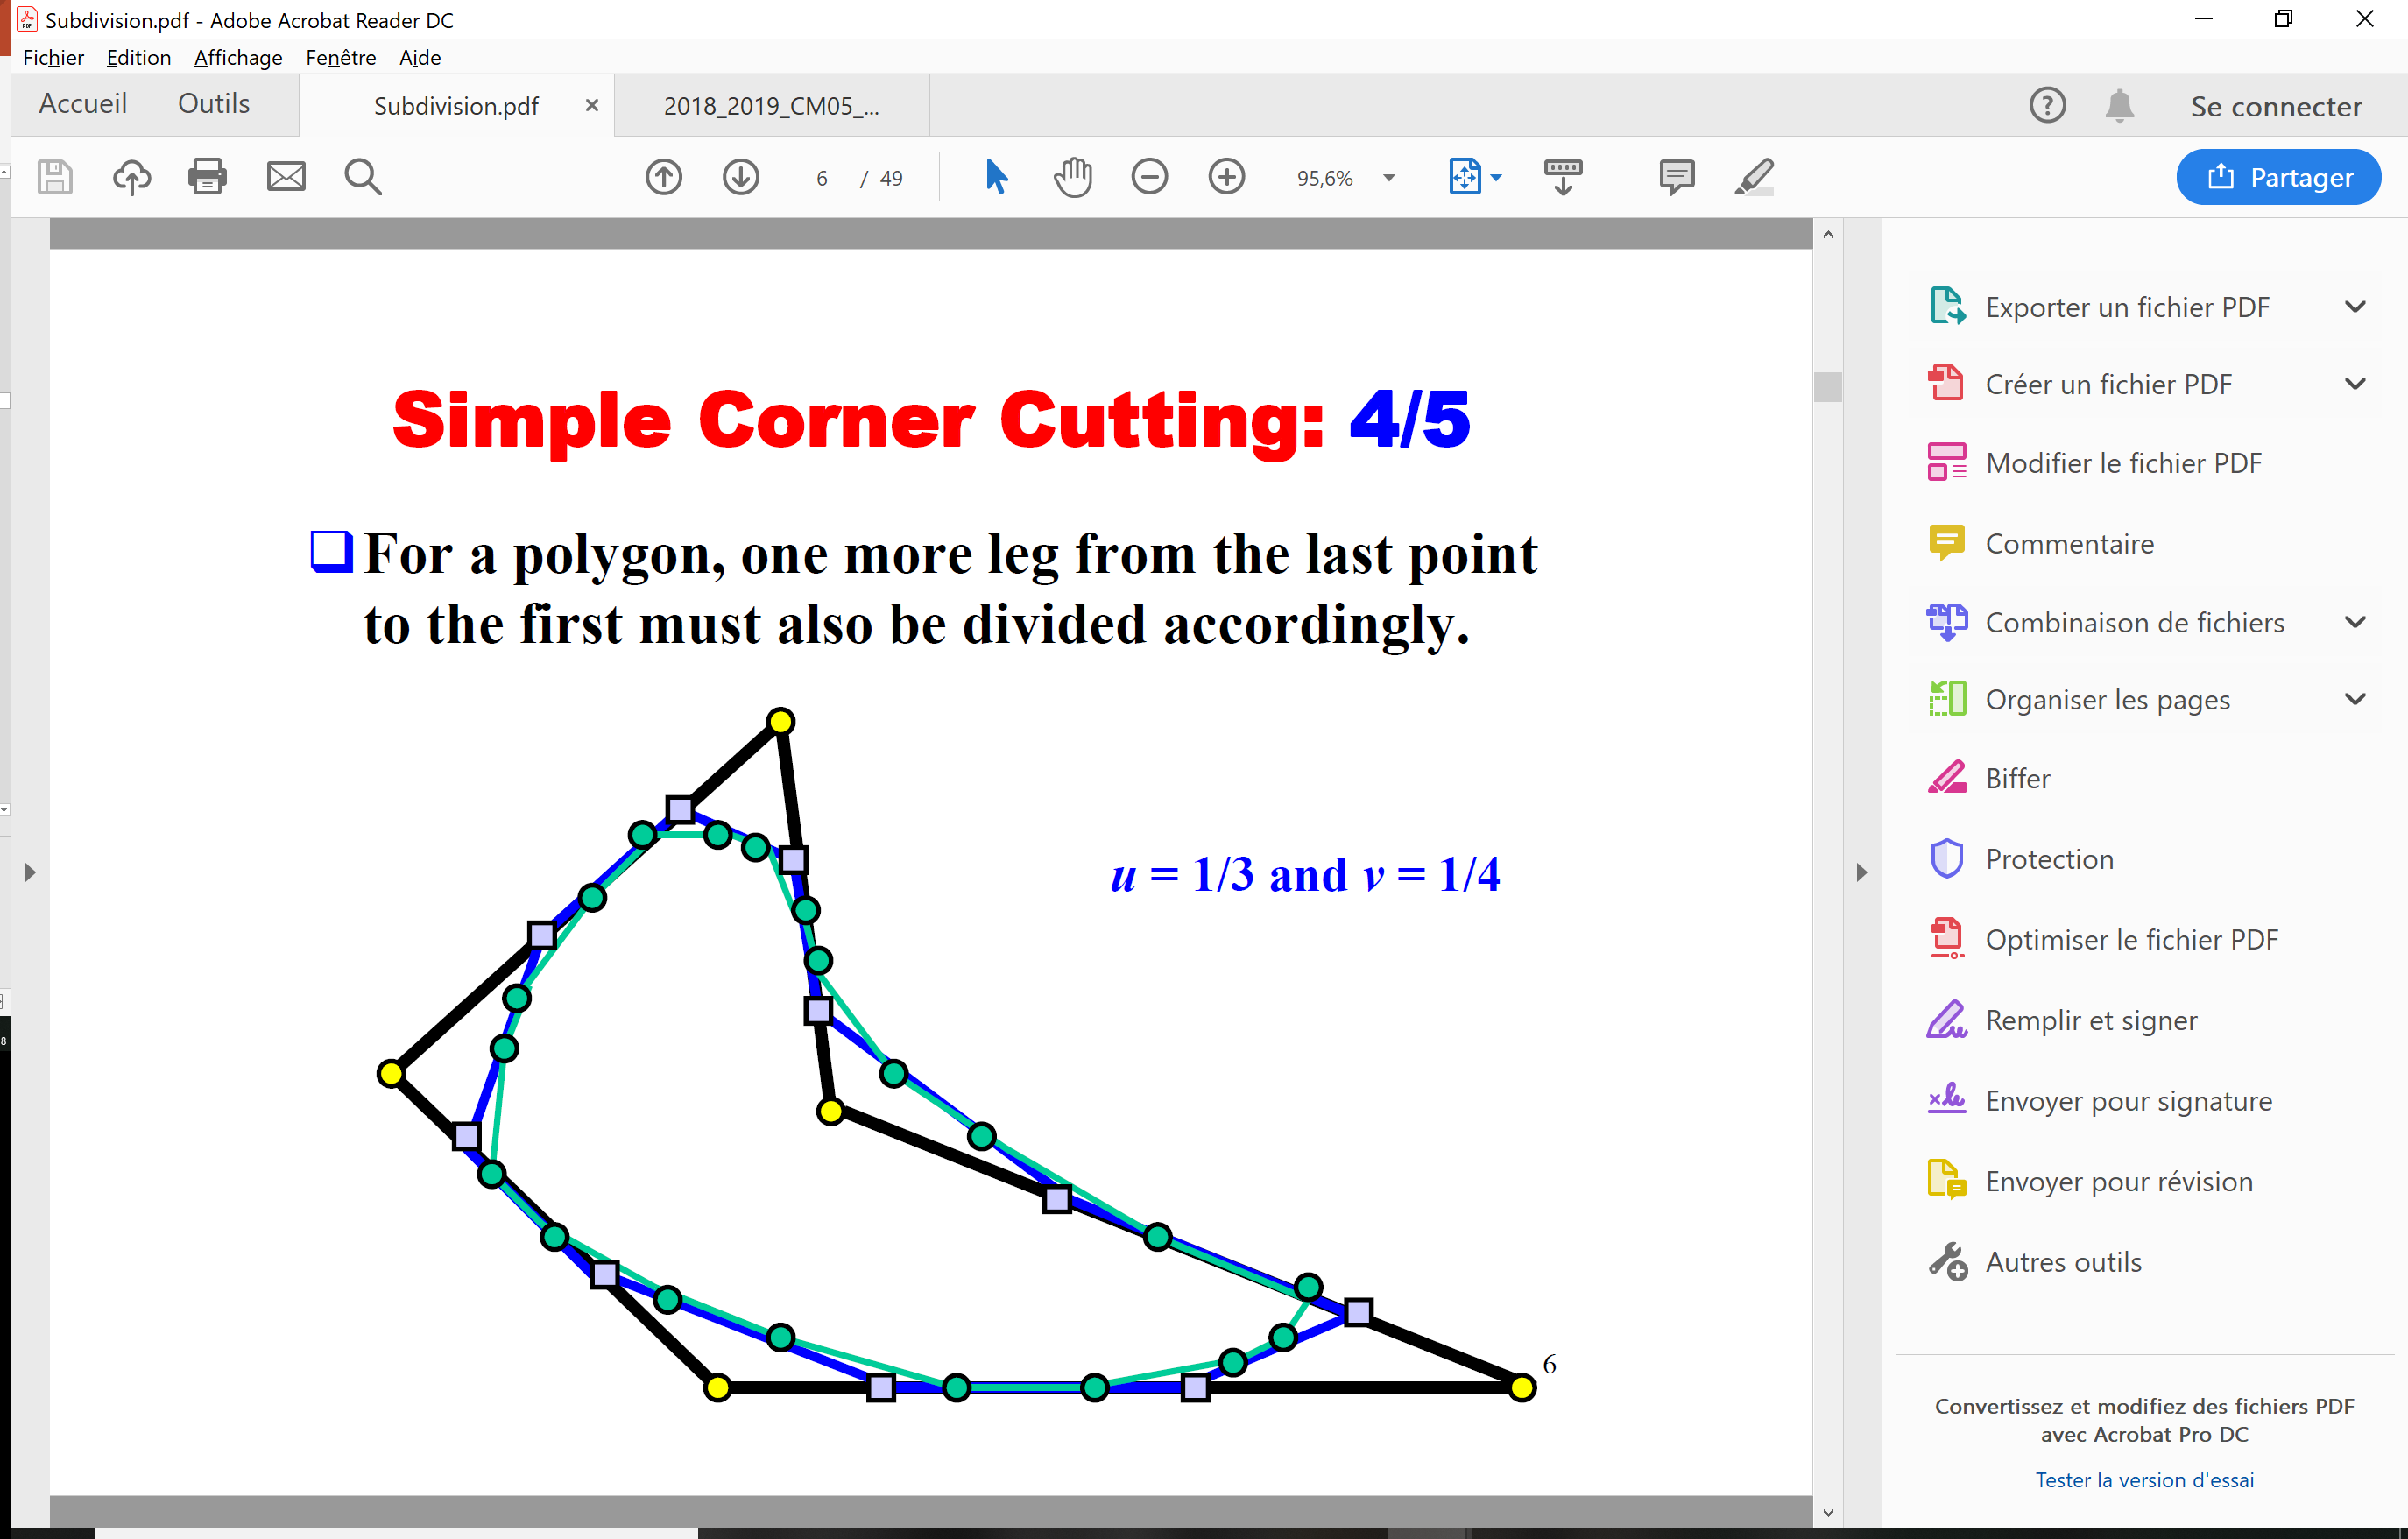 Subdivision.pdf - Adobe Acrobat Reader DC
Fichier Edition Affichage Fenêtre Aide
Accueil Outils Subdivision.pdf 2018_2019_CM05_... Se connecter
6 / 49 95,6% Partager
Simple Corner Cutting: 4/5
For a polygon, one more leg from the last point
to the first must also be divided accordingly.
u = 1/3 and v = 1/4
6
Exporter un fichier PDF
Créer un fichier PDF
Modifier le fichier PDF
Commentaire
Combinaison de fichiers
Organiser les pages
Biffer
Protection
Optimiser le fichier PDF
Remplir et signer
Envoyer pour signature
Envoyer pour révision
Autres outils
Convertissez et modifiez des fichiers PDF
avec Acrobat Pro DC
Tester la version d'essai
8